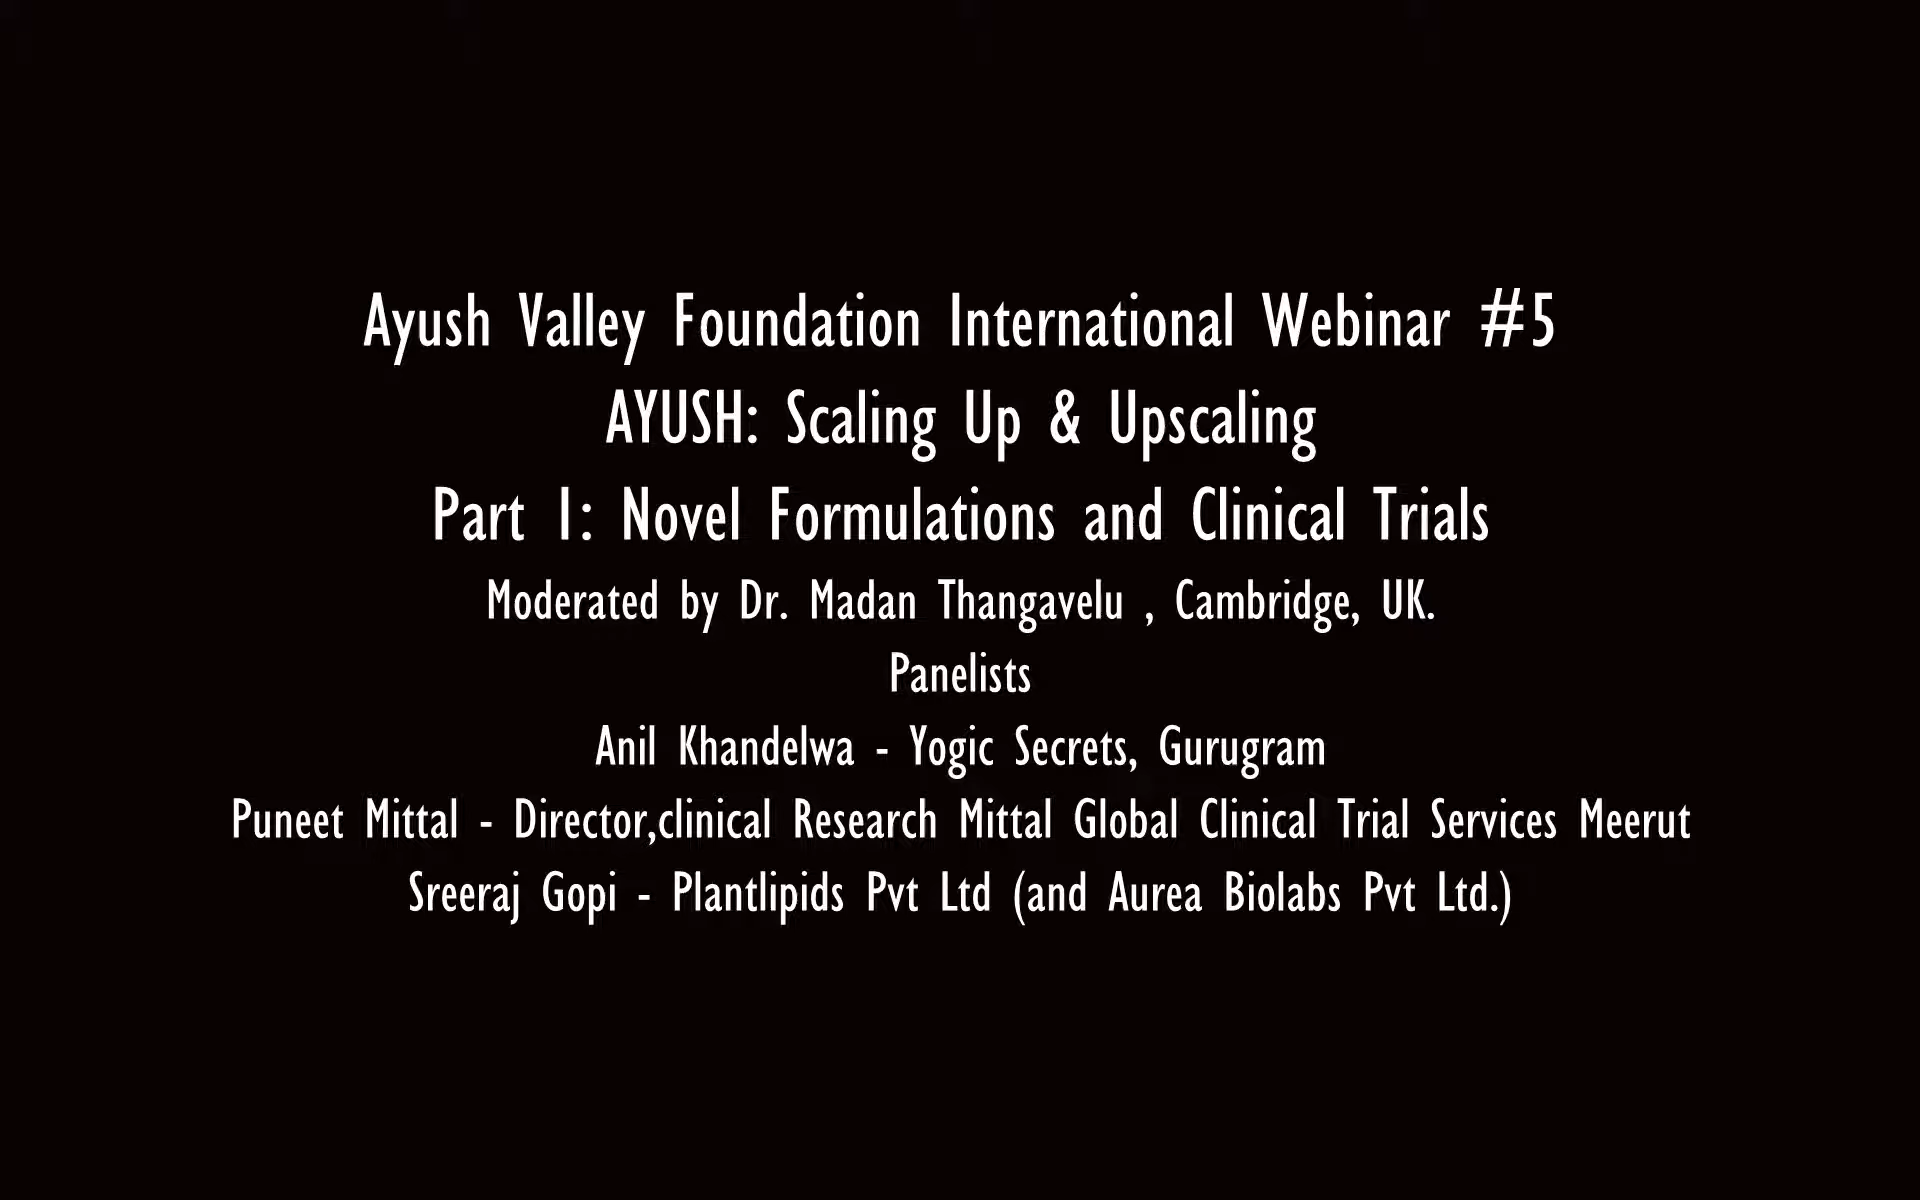 Ayush Valley Foundation International Webinar #5
AYUSH: Scaling Up & Upscaling
Part 1: Novel Formulations and Clinical Trials
Moderated by Dr. Madan Thangavelu , Cambridge, UK.
Panelists
Anil Khandelwa - Yogic Secrets, Gurugram
Puneet Mittal - Director,clinical Research Mittal Global Clinical Trial Services Meerut
Sreeraj Gopi - Plantlipids Pvt Ltd (and Aurea Biolabs Pvt Ltd.)